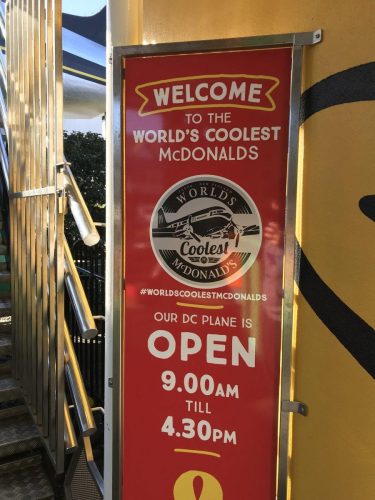 WELCOME
TO THE
WORLD'S COOLEST
McDONALDS
WORLDS
Coolest
McDONALD'S
#WORLDSCOOLESTMCDONALDS
OUR DC PLANE IS
OPEN
9.00AM
TILL
4.30PM